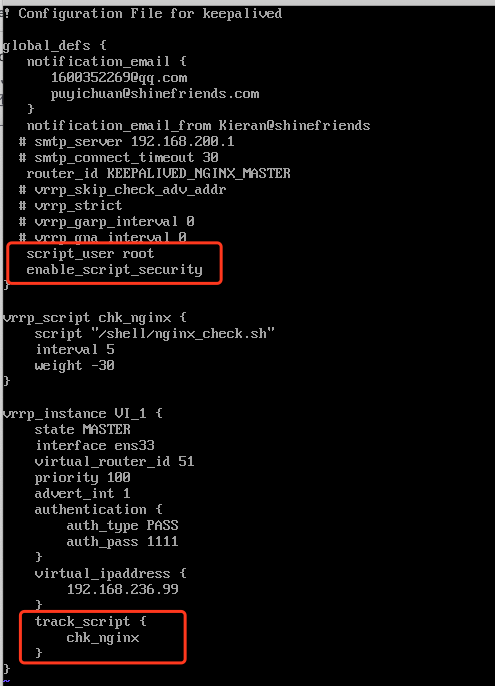 ! Configuration File for keepalived
global_defs {
notification_email {
1600352269@qq.com
puyichuan@shinefriends.com
}
notification_email_from Kieran@shinefriends
# smtp_server 192.168.200.1
# smtp_connect_timeout 30
router_id KEEPALIVED_NGINX_MASTER
# vrrp_skip_check_adv_addr
# vrrp_strict
# vrrp_garp_interval 0
# vrrp_gna_interval 0
script_user root
enable_script_security
}
vrrp_script chk_nginx {
script "/shell/nginx_check.sh"
interval 5
weight -30
}
vrrp_instance VI_1 {
state MASTER
interface ens33
virtual_router_id 51
priority 100
advert_int 1
authentication {
auth_type PASS
auth_pass 1111
}
virtual_ipaddress {
192.168.236.99
}
track_script {
chk_nginx
}
}
~